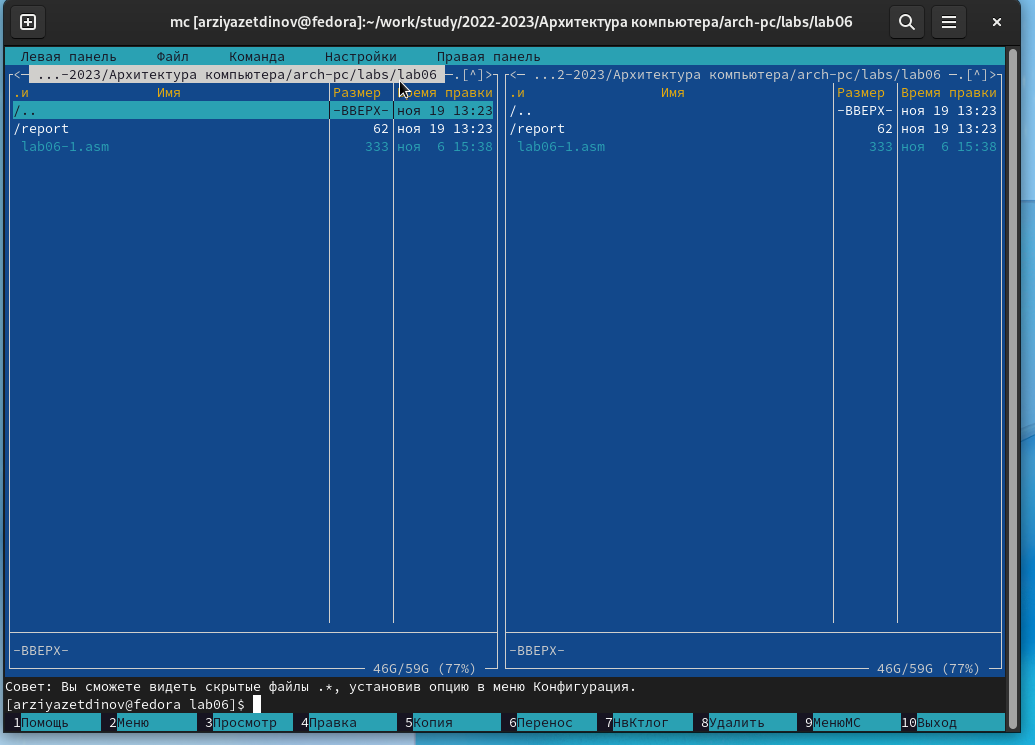 mc [arziyazetdinov@fedora]:~/work/study/2022-2023/Архитектура компьютера/arch-pc/labs/lab06
Левая панель Файл Команда Настройки Правая панель
<─ ...-2023/Архитектура компьютера/arch-pc/labs/lab06 ─.[^]> <─ ...2-2023/Архитектура компьютера/arch-pc/labs/lab06 ─.[^]>
.и Имя Размер Время правки .и Имя Размер Время правки
/.. -ВВЕРХ- ноя 19 13:23 /.. -ВВЕРХ- ноя 19 13:23
/report 62 ноя 19 13:23 /report 62 ноя 19 13:23
lab06-1.asm 333 ноя 6 15:38 lab06-1.asm 333 ноя 6 15:38
-ВВЕРХ- -ВВЕРХ-
46G/59G (77%) 46G/59G (77%)
Совет: Вы сможете видеть скрытые файлы .*, установив опцию в меню Конфигурация.
[arziyazetdinov@fedora lab06]$
1Помощь 2Меню 3Просмотр 4Правка 5Копия 6Перенос 7НвКтлог 8Удалить 9МенюМС 10Выход